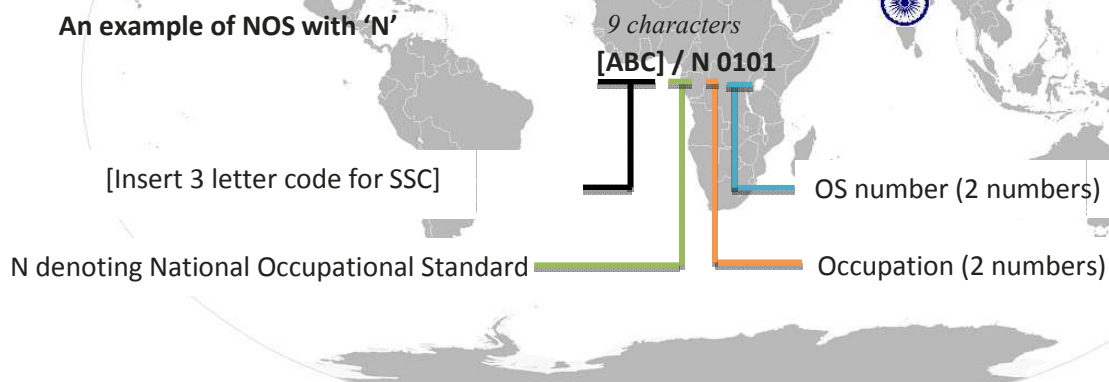 An example of NOS with ‘N’
9 characters
[ABC] / N 0101
[Insert 3 letter code for SSC]
OS number (2 numbers)
N denoting National Occupational Standard
Occupation (2 numbers)